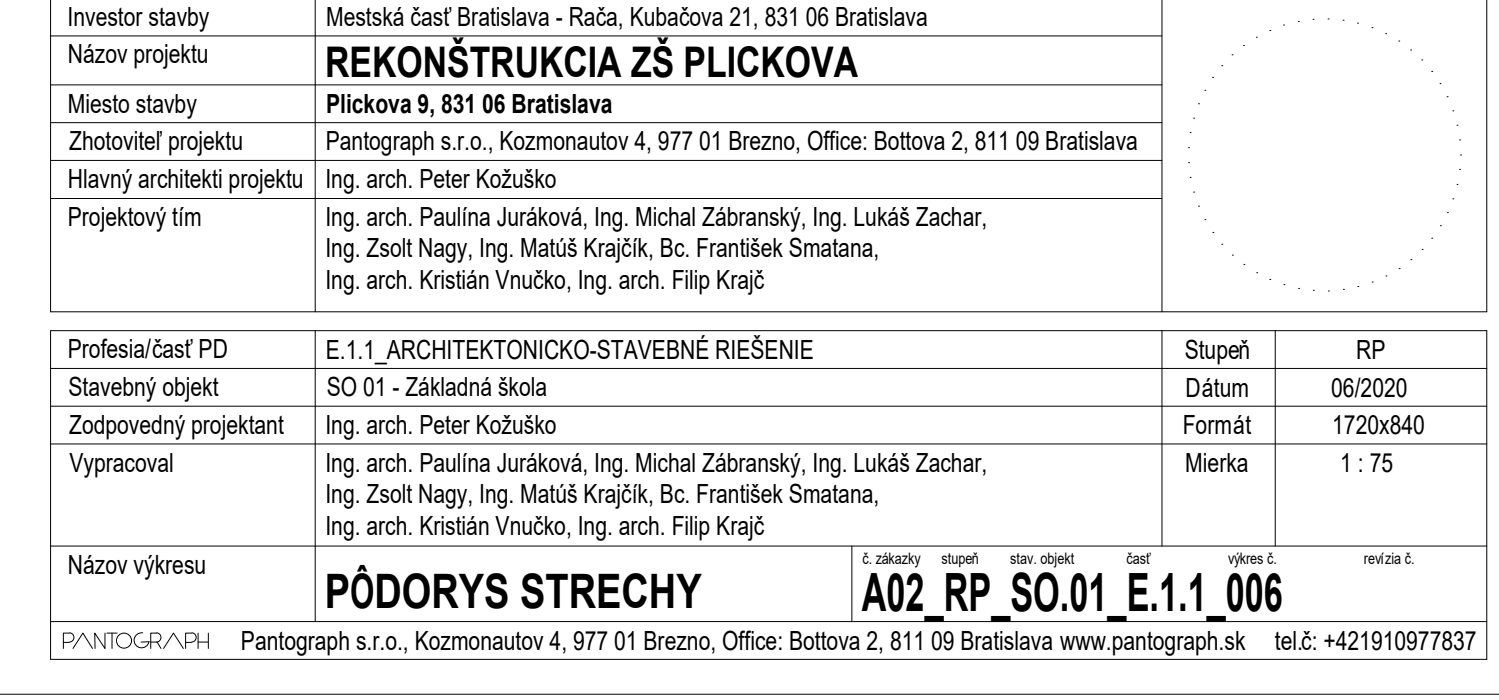 Investor stavby Mestská časť Bratislava - Rača, Kubačova 21, 831 06 Bratislava
Názov projektu REKONŠTRUKCIA ZŠ PLICKOVA
Miesto stavby Plickova 9, 831 06 Bratislava
Zhotoviteľ projektu Pantograph s.r.o., Kozmonautov 4, 977 01 Brezno, Office: Bottova 2, 811 09 Bratislava
Hlavný architekti projektu Ing. arch. Peter Kožuško
Projektový tím Ing. arch. Paulína Juráková, Ing. Michal Zábranský, Ing. Lukáš Zachar,
Ing. Zsolt Nagy, Ing. Matúš Krajčík, Bc. František Smatana,
Ing. arch. Kristián Vnučko, Ing. arch. Filip Krajč
Profesia/časť PD E.1.1_ARCHITEKTONICKO-STAVEBNÉ RIEŠENIE Stupeň RP
Stavebný objekt SO 01 - Základná škola Dátum 06/2020
Zodpovedný projektant Ing. arch. Peter Kožuško Formát 1720x840
Vypracoval Ing. arch. Paulína Juráková, Ing. Michal Zábranský, Ing. Lukáš Zachar, Mierka 1 : 75
Ing. Zsolt Nagy, Ing. Matúš Krajčík, Bc. František Smatana,
Ing. arch. Kristián Vnučko, Ing. arch. Filip Krajč
č. zákazky stupeň stav. objekt časť výkres č. revízia č.
Názov výkresu PÔDORYS STRECHY A02_RP_SO.01_E.1.1_006
PANTOGRAPH Pantograph s.r.o., Kozmonautov 4, 977 01 Brezno, Office: Bottova 2, 811 09 Bratislava www.pantograph.sk tel.č: +421910977837